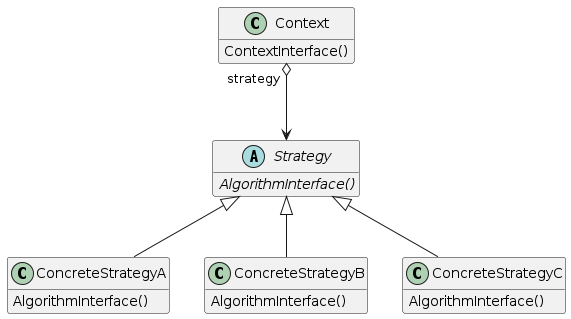 C Context
ContextInterface()
strategy
A Strategy
AlgorithmInterface()
C ConcreteStrategyA
AlgorithmInterface()
C ConcreteStrategyB
AlgorithmInterface()
C ConcreteStrategyC
AlgorithmInterface()